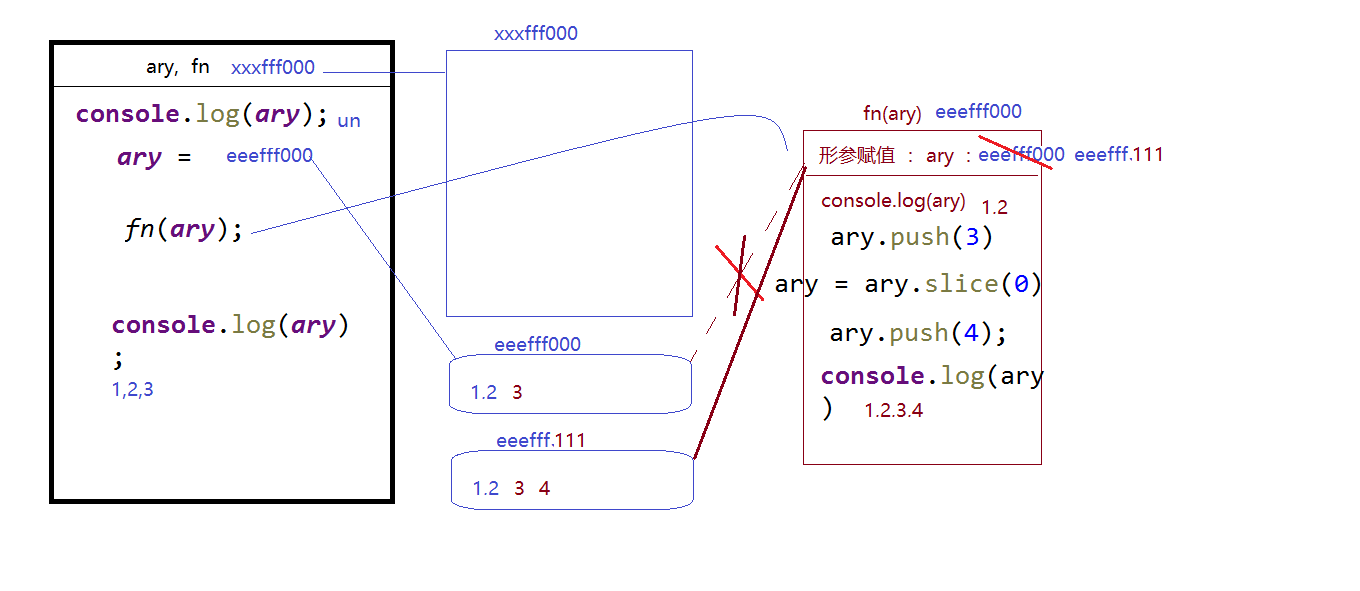 ary, fn xxxfff000
console.log(ary); un
ary = eeefff000
fn(ary);
console.log(ary)
;
1,2,3
xxxfff000
eeefff000
1.2 3
eeefff.111
1.2 3 4
fn(ary) eeefff000
形参赋值 : ary : eeefff000 eeefff.111
console.log(ary) 1.2
ary.push(3)
ary = ary.slice(0)
ary.push(4);
console.log(ary
) 1.2.3.4